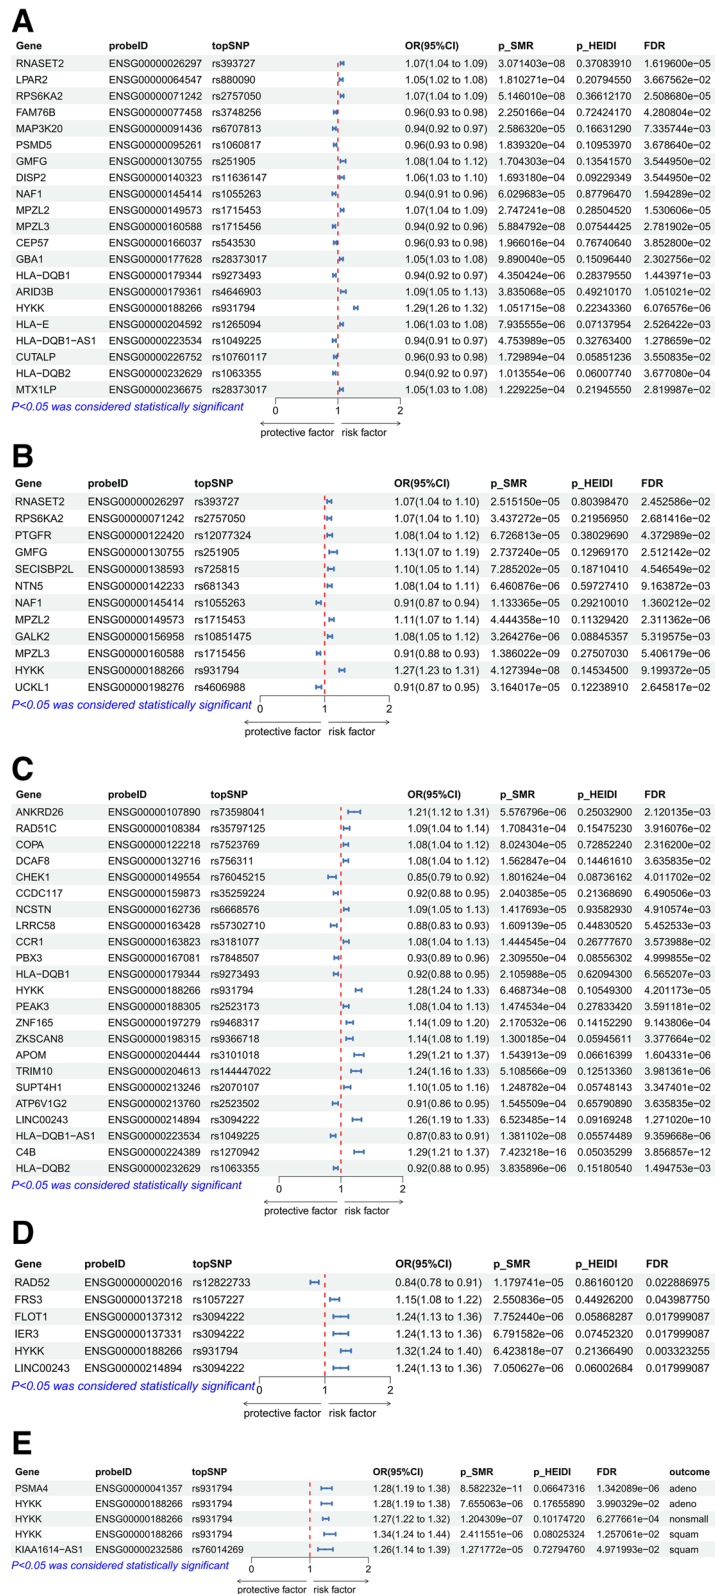 A
Gene probeID topSNP OR(95%CI) p_SMR p_HEIDI FDR
RNASET2 ENSG00000026297 rs393727 1.07(1.04 to 1.09) 3.071403e−08 0.37083910 1.619600e−05
LPAR2 ENSG00000064547 rs880090 1.05(1.02 to 1.08) 1.810271e−04 0.20794550 3.667562e−02
RPS6KA2 ENSG00000071242 rs2757050 1.07(1.04 to 1.09) 5.146010e−08 0.36612170 2.508680e−05
FAM76B ENSG00000077458 rs3748256 0.96(0.93 to 0.98) 2.250166e−04 0.72424170 4.280804e−02
MAP3K20 ENSG00000091436 rs6707813 0.94(0.92 to 0.97) 2.586320e−05 0.16631290 7.335744e−03
PSMD5 ENSG00000095261 rs1060817 0.96(0.93 to 0.98) 1.839320e−04 0.10953970 3.678640e−02
GMFG ENSG00000130755 rs251905 1.08(1.04 to 1.12) 1.704303e−04 0.13541570 3.544950e−02
DISP2 ENSG00000140323 rs11636147 1.06(1.03 to 1.10) 1.693180e−04 0.09229349 3.544950e−02
NAF1 ENSG00000145414 rs1055263 0.94(0.91 to 0.96) 6.029683e−05 0.87796470 1.594289e−02
MPZL2 ENSG00000149573 rs1715453 1.07(1.04 to 1.09) 2.747241e−08 0.28504520 1.530606e−05
MPZL3 ENSG00000160588 rs1715456 0.94(0.92 to 0.96) 5.884792e−08 0.07544425 2.781902e−05
CEP57 ENSG00000166037 rs543530 0.96(0.93 to 0.98) 1.966016e−04 0.76740640 3.852800e−02
GBA1 ENSG00000177628 rs28373017 1.05(1.03 to 1.08) 9.890040e−05 0.15096440 2.302756e−02
HLA−DQB1 ENSG00000179344 rs9273493 0.94(0.92 to 0.97) 4.350424e−06 0.28379550 1.443971e−03
ARID3B ENSG00000179361 rs4646903 1.09(1.05 to 1.13) 3.835068e−05 0.49210170 1.051021e−02
HYKK ENSG00000188266 rs931794 1.29(1.26 to 1.32) 1.051715e−08 0.22343360 6.076576e−06
HLA−E ENSG00000204592 rs1265094 1.06(1.03 to 1.08) 7.935555e−06 0.07137954 2.526422e−03
HLA−DQB1−AS1 ENSG00000223534 rs1049225 0.94(0.91 to 0.97) 4.753989e−05 0.32763400 1.278659e−02
CUTALP ENSG00000226752 rs10760117 0.96(0.93 to 0.98) 1.729894e−04 0.05851236 3.550835e−02
HLA−DQB2 ENSG00000232629 rs1063355 0.94(0.92 to 0.97) 1.013554e−06 0.06007740 3.677080e−04
MTX1LP ENSG00000236675 rs28373017 1.05(1.03 to 1.08) 1.229225e−04 0.21945550 2.819987e−02
P<0.05 was considered statistically significant 0 1 2
protective factor risk factor
B
Gene probeID topSNP OR(95%CI) p_SMR p_HEIDI FDR
RNASET2 ENSG00000026297 rs393727 1.07(1.04 to 1.10) 2.515150e−05 0.80398470 2.452586e−02
RPS6KA2 ENSG00000071242 rs2757050 1.07(1.04 to 1.10) 3.437272e−05 0.21956950 2.681416e−02
PTGFR ENSG00000122420 rs12077324 1.08(1.04 to 1.12) 6.726813e−05 0.38029690 4.372989e−02
GMFG ENSG00000130755 rs251905 1.13(1.07 to 1.19) 2.737240e−05 0.12969170 2.512142e−02
SECISBP2L ENSG00000138593 rs725815 1.10(1.05 to 1.14) 7.285202e−05 0.18710410 4.546549e−02
NTN5 ENSG00000142233 rs681343 1.08(1.04 to 1.11) 6.460876e−06 0.59727410 9.163872e−03
NAF1 ENSG00000145414 rs1055263 0.91(0.87 to 0.94) 1.133365e−05 0.29210010 1.360212e−02
MPZL2 ENSG00000149573 rs1715453 1.11(1.07 to 1.14) 4.444358e−10 0.11329420 2.311362e−06
GALK2 ENSG00000156958 rs10851475 1.08(1.05 to 1.12) 3.264276e−06 0.08845357 5.319575e−03
MPZL3 ENSG00000160588 rs1715456 0.91(0.88 to 0.93) 1.386022e−09 0.27507030 5.406179e−06
HYKK ENSG00000188266 rs931794 1.27(1.23 to 1.31) 4.127394e−08 0.14534500 9.199372e−05
UCKL1 ENSG00000198276 rs4606988 0.91(0.87 to 0.95) 3.164017e−05 0.12238910 2.645817e−02
P<0.05 was considered statistically significant 0 1 2
protective factor risk factor
C
Gene probeID topSNP OR(95%CI) p_SMR p_HEIDI FDR
ANKRD26 ENSG00000107890 rs73598041 1.21(1.12 to 1.31) 5.576796e−06 0.25032900 2.120135e−03
RAD51C ENSG00000108384 rs35797125 1.09(1.04 to 1.14) 1.708431e−04 0.15475230 3.916076e−02
COPA ENSG00000122218 rs7523769 1.08(1.04 to 1.12) 8.024304e−05 0.72852240 2.316200e−02
DCAF8 ENSG00000132716 rs756311 1.08(1.04 to 1.12) 1.562847e−04 0.14461610 3.635835e−02
CHEK1 ENSG00000149554 rs76045215 0.85(0.79 to 0.92) 1.801624e−04 0.08736162 4.011702e−02
CCDC117 ENSG00000159873 rs35259224 0.92(0.88 to 0.95) 2.040385e−05 0.21368690 6.490506e−03
NCSTN ENSG00000162736 rs6668576 1.09(1.05 to 1.13) 1.417693e−05 0.93582930 4.910574e−03
LRRC58 ENSG00000163428 rs57302710 0.88(0.83 to 0.93) 1.609139e−05 0.44830520 5.452533e−03
CCR1 ENSG00000163823 rs3181077 1.08(1.04 to 1.13) 1.444545e−04 0.26777670 3.573988e−02
PBX3 ENSG00000167081 rs7848507 0.93(0.89 to 0.96) 2.309550e−04 0.08556302 4.999855e−02
HLA−DQB1 ENSG00000179344 rs9273493 0.92(0.88 to 0.95) 2.105988e−05 0.62094300 6.565207e−03
HYKK ENSG00000188266 rs931794 1.28(1.24 to 1.33) 6.468734e−08 0.10549300 4.201173e−05
PEAK3 ENSG00000188305 rs2523173 1.08(1.04 to 1.13) 1.474534e−04 0.27833420 3.591181e−02
ZNF165 ENSG00000197279 rs9468317 1.14(1.09 to 1.20) 2.170532e−06 0.14152290 9.143806e−04
ZKSCAN8 ENSG00000198315 rs9366718 1.14(1.08 to 1.19) 1.300185e−04 0.05945611 3.377664e−02
APOM ENSG00000204444 rs3101018 1.29(1.21 to 1.37) 1.543913e−09 0.06616399 1.604331e−06
TRIM10 ENSG00000204613 rs144447022 1.24(1.16 to 1.33) 5.108566e−09 0.12513360 3.981361e−06
SUPT4H1 ENSG00000213246 rs2070107 1.10(1.05 to 1.16) 1.248782e−04 0.05748143 3.347401e−02
ATP6V1G2 ENSG00000213760 rs2523502 0.91(0.86 to 0.95) 1.545509e−04 0.65790890 3.635835e−02
LINC00243 ENSG00000214894 rs3094222 1.26(1.19 to 1.33) 6.523485e−14 0.09169248 1.271020e−10
HLA−DQB1−AS1 ENSG00000223534 rs1049225 0.87(0.83 to 0.91) 1.381102e−08 0.05574489 9.359668e−06
C4B ENSG00000224389 rs1270942 1.29(1.21 to 1.37) 7.423218e−16 0.05035299 3.856857e−12
HLA−DQB2 ENSG00000232629 rs1063355 0.92(0.88 to 0.95) 3.835896e−06 0.15180540 1.494753e−03
P<0.05 was considered statistically significant 0 1 2
protective factor risk factor
D
Gene probeID topSNP OR(95%CI) p_SMR p_HEIDI FDR
RAD52 ENSG00000002016 rs12822733 0.84(0.78 to 0.91) 1.179741e−05 0.86160120 0.022886975
FRS3 ENSG00000137218 rs1057227 1.15(1.08 to 1.22) 2.550836e−05 0.44926200 0.043987750
FLOT1 ENSG00000137312 rs3094222 1.24(1.13 to 1.36) 7.752440e−06 0.05868287 0.017999087
IER3 ENSG00000137331 rs3094222 1.24(1.13 to 1.36) 6.791582e−06 0.07452320 0.017999087
HYKK ENSG00000188266 rs931794 1.32(1.24 to 1.40) 6.423818e−07 0.21366490 0.003323255
LINC00243 ENSG00000214894 rs3094222 1.24(1.13 to 1.36) 7.050627e−06 0.06002684 0.017999087
P<0.05 was considered statistically significant 0 1 2
protective factor risk factor
E
Gene probeID topSNP OR(95%CI) p_SMR p_HEIDI FDR outcome
PSMA4 ENSG00000041357 rs931794 1.28(1.19 to 1.38) 8.582232e−11 0.06647316 1.342089e−06 adeno
HYKK ENSG00000188266 rs931794 1.28(1.19 to 1.38) 7.655063e−06 0.17655890 3.990329e−02 adeno
HYKK ENSG00000188266 rs931794 1.27(1.22 to 1.32) 1.204309e−07 0.10174720 6.277661e−04 nonsmall
HYKK ENSG00000188266 rs931794 1.34(1.24 to 1.44) 2.411551e−06 0.08025324 1.257061e−02 squam
KIAA1614−AS1 ENSG00000232586 rs76014269 1.26(1.14 to 1.39) 1.271772e−05 0.72794760 4.971993e−02 squam
P<0.05 was considered statistically significant 0 1 2
protective factor risk factor